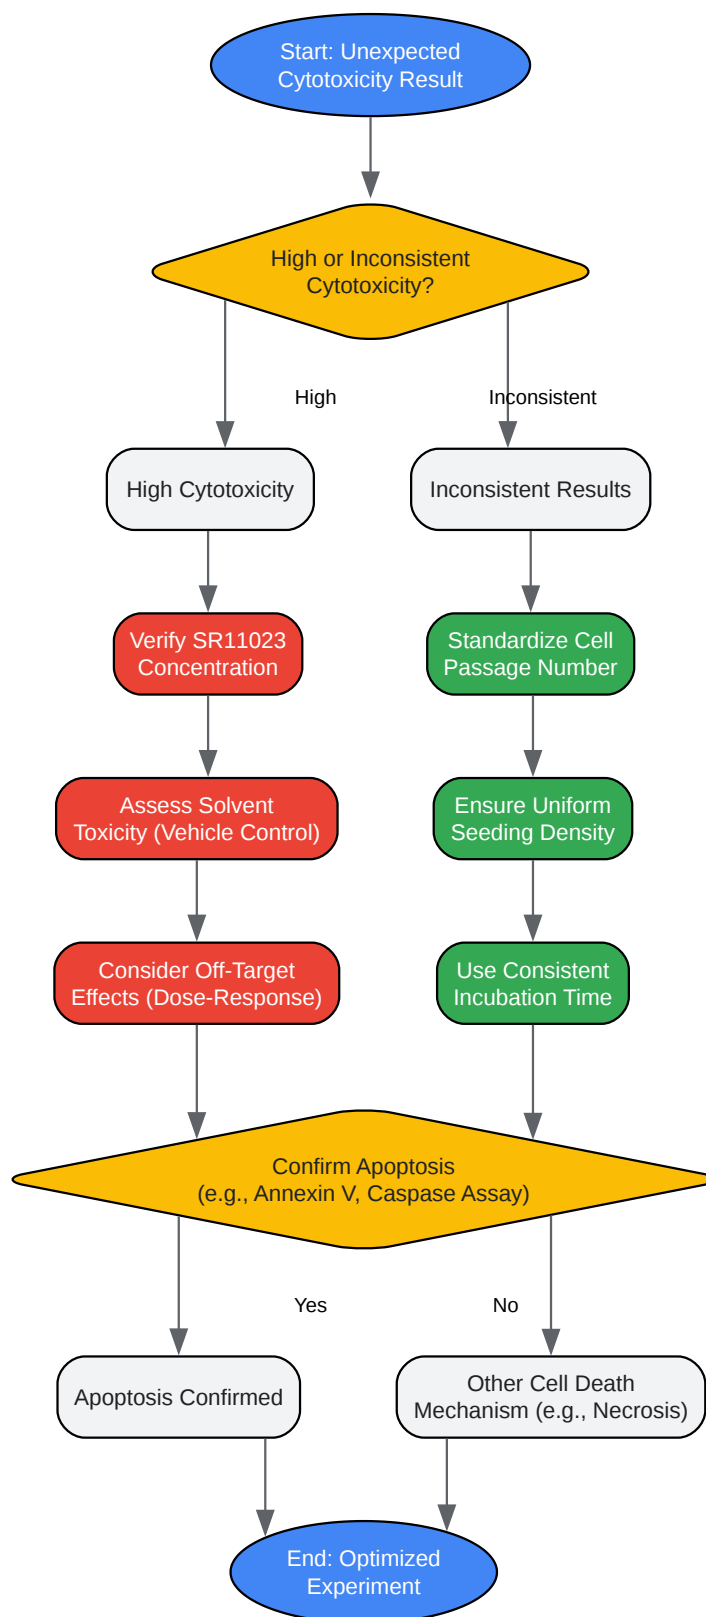 Start: Unexpected
Cytotoxicity Result
High or Inconsistent
Cytotoxicity?
High
Inconsistent
High Cytotoxicity
Inconsistent Results
Verify SR11023
Concentration
Standardize Cell
Passage Number
Assess Solvent
Toxicity (Vehicle Control)
Ensure Uniform
Seeding Density
Consider Off-Target
Effects (Dose-Response)
Use Consistent
Incubation Time
Confirm Apoptosis
(e.g., Annexin V, Caspase Assay)
Yes
No
Apoptosis Confirmed
Other Cell Death
Mechanism (e.g., Necrosis)
End: Optimized
Experiment